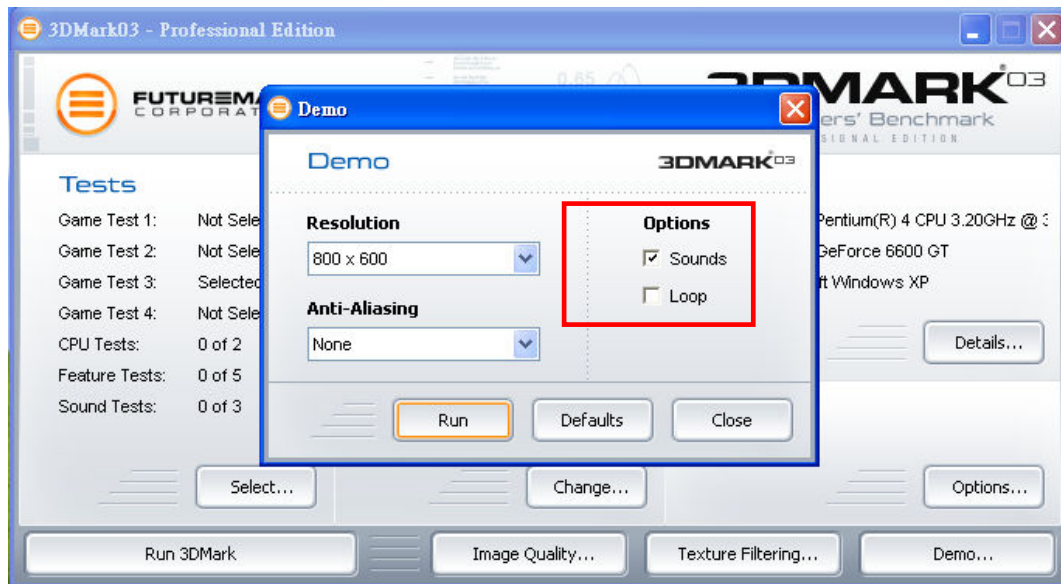 3DMark03 - Professional Edition
0.65
FUTUREMA
CORPORAT
3DMARK03
ers' Benchmark
SIONAL EDITION
Demo
Demo
3DMARK03
Tests
Game Test 1: Not Sele
Game Test 2: Not Sele
Game Test 3: Selected
Game Test 4: Not Sele
CPU Tests: 0 of 2
Feature Tests: 0 of 5
Sound Tests: 0 of 3
Resolution
800 x 600
Anti-Aliasing
None
Options
Sounds
Loop
Run
Defaults
Close
Pentium(R) 4 CPU 3.20GHz @ 3
GeForce 6600 GT
ft Windows XP
Details...
Select...
Change...
Options...
Run 3DMark
Image Quality...
Texture Filtering...
Demo...